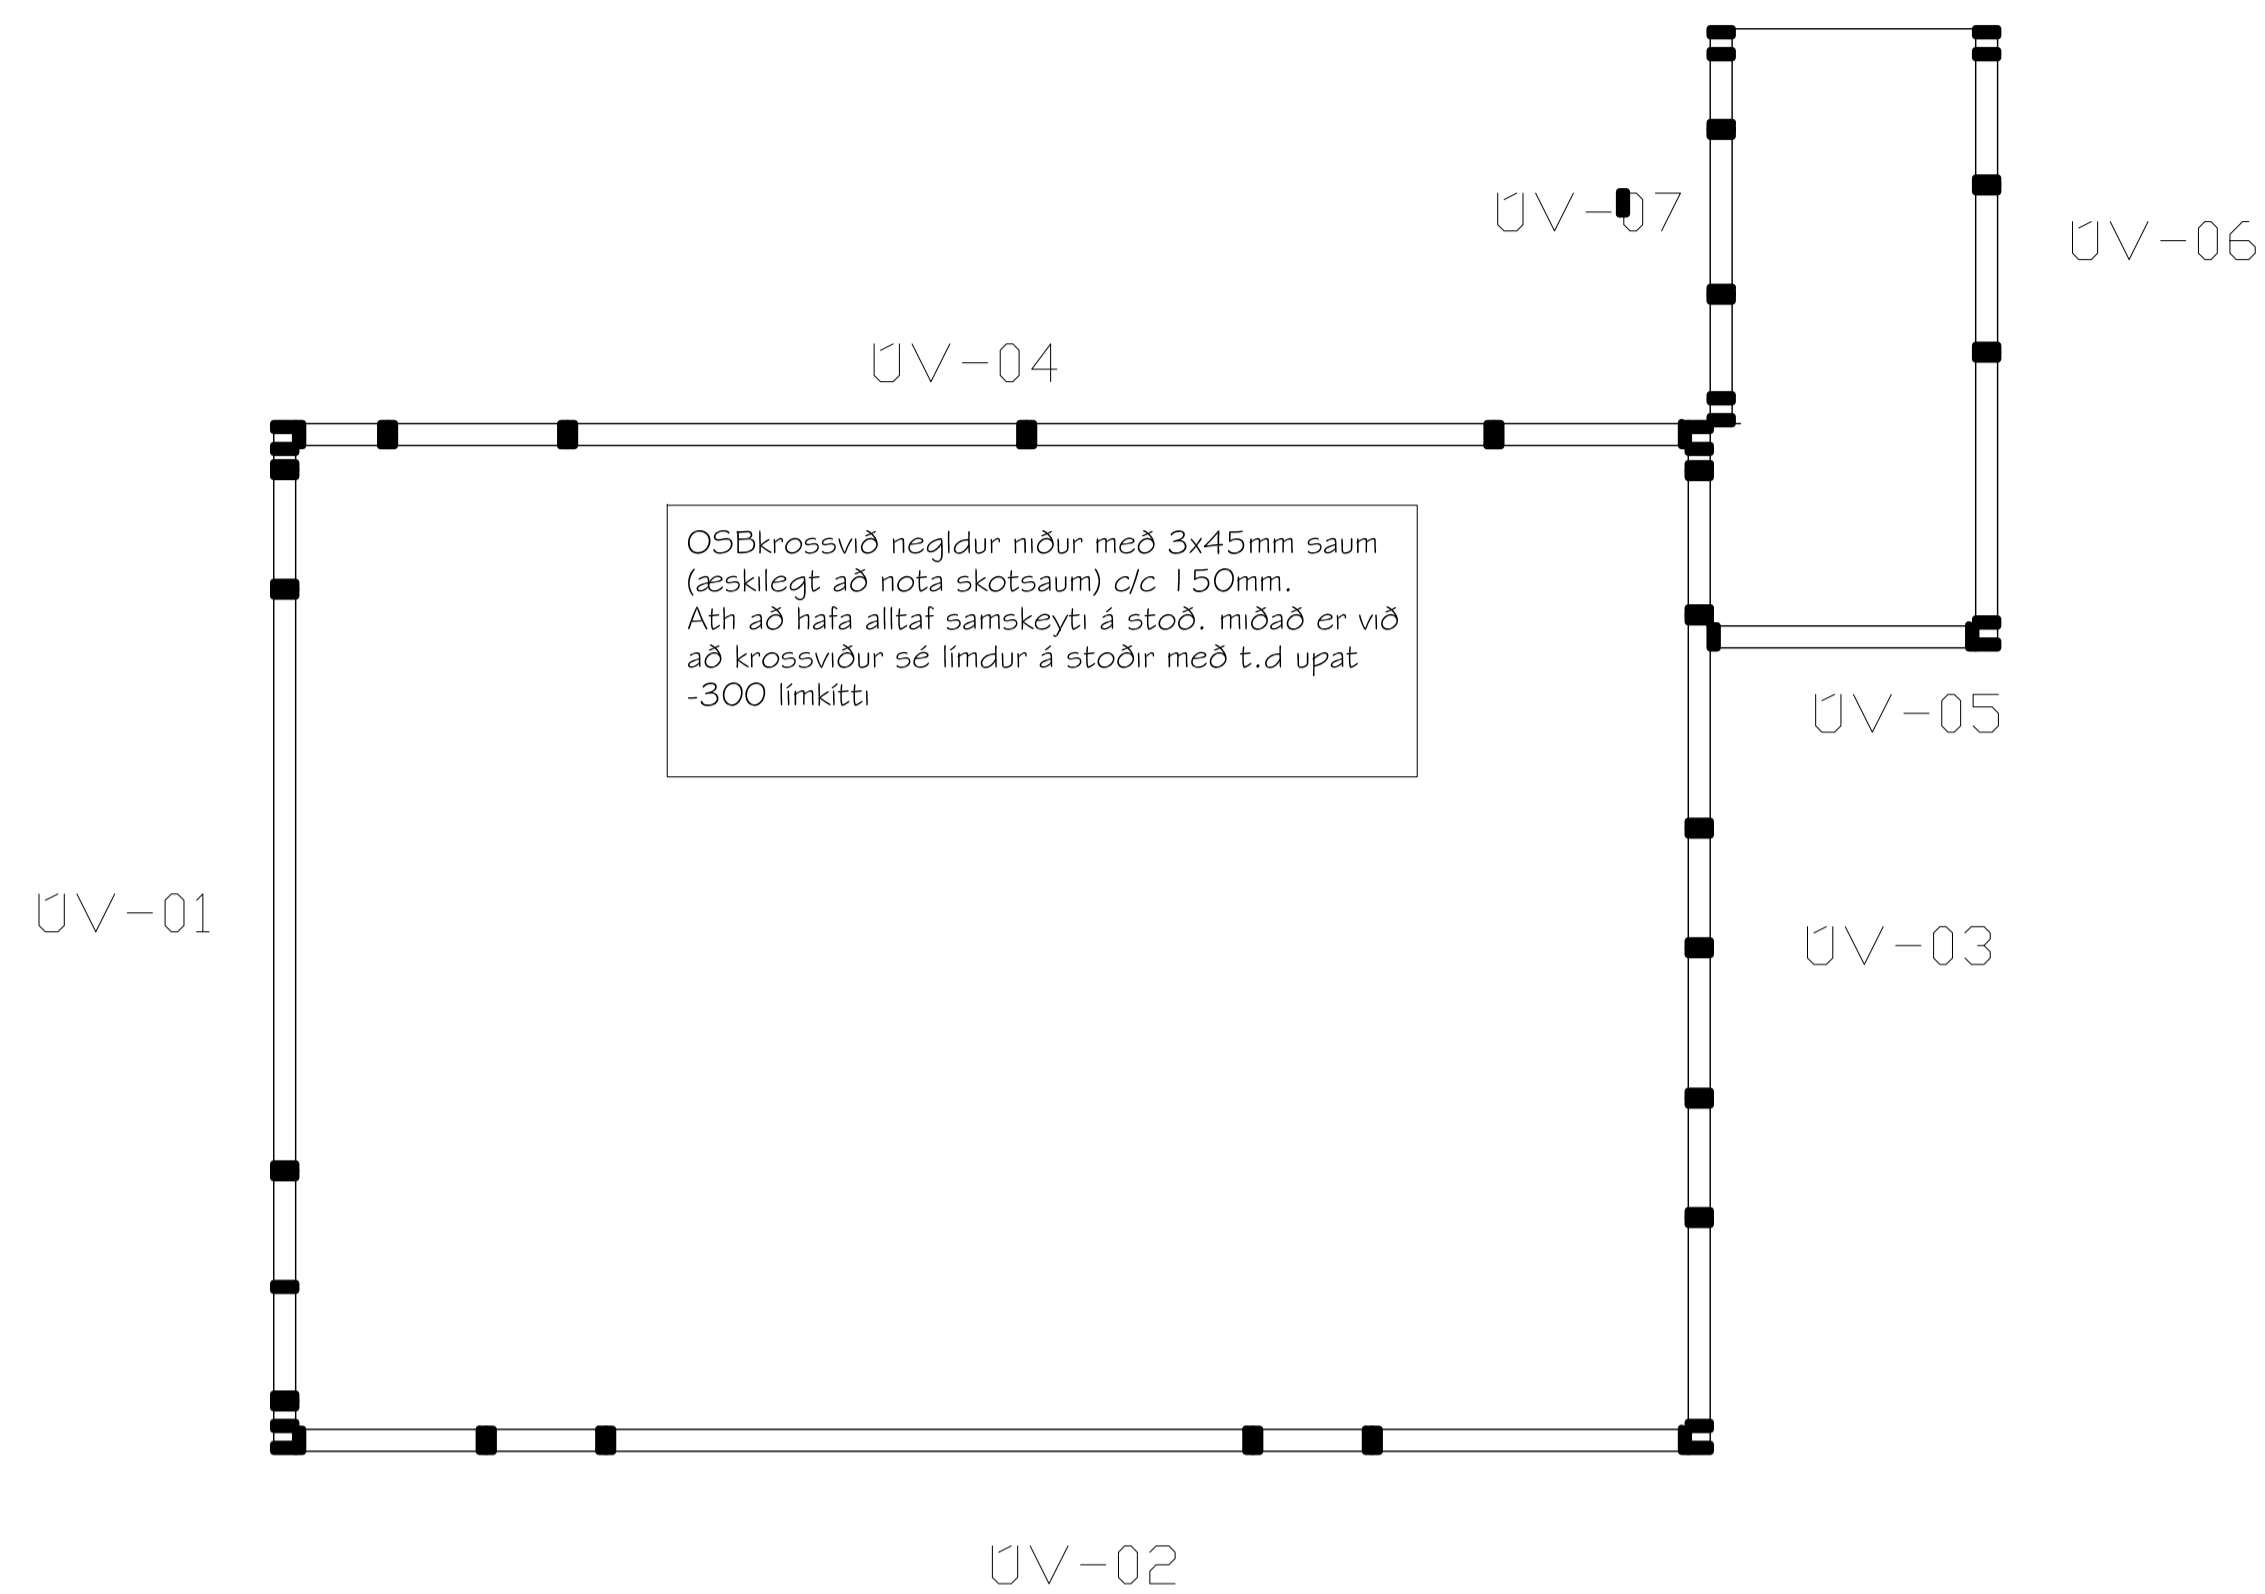 ÚV-07
ÚV-06
ÚV-04
OSBkrossvið negldur niður með 3x45mm saum
(æskilegt að nota skotsaum) c/c 150mm.
Ath að hafa alltaf samskeyti á stoð. miðað er við
að krossviður sé límdur á stoðir með t.d upat
-300 límkítti
ÚV-05
ÚV-01
ÚV-03
ÚV-02